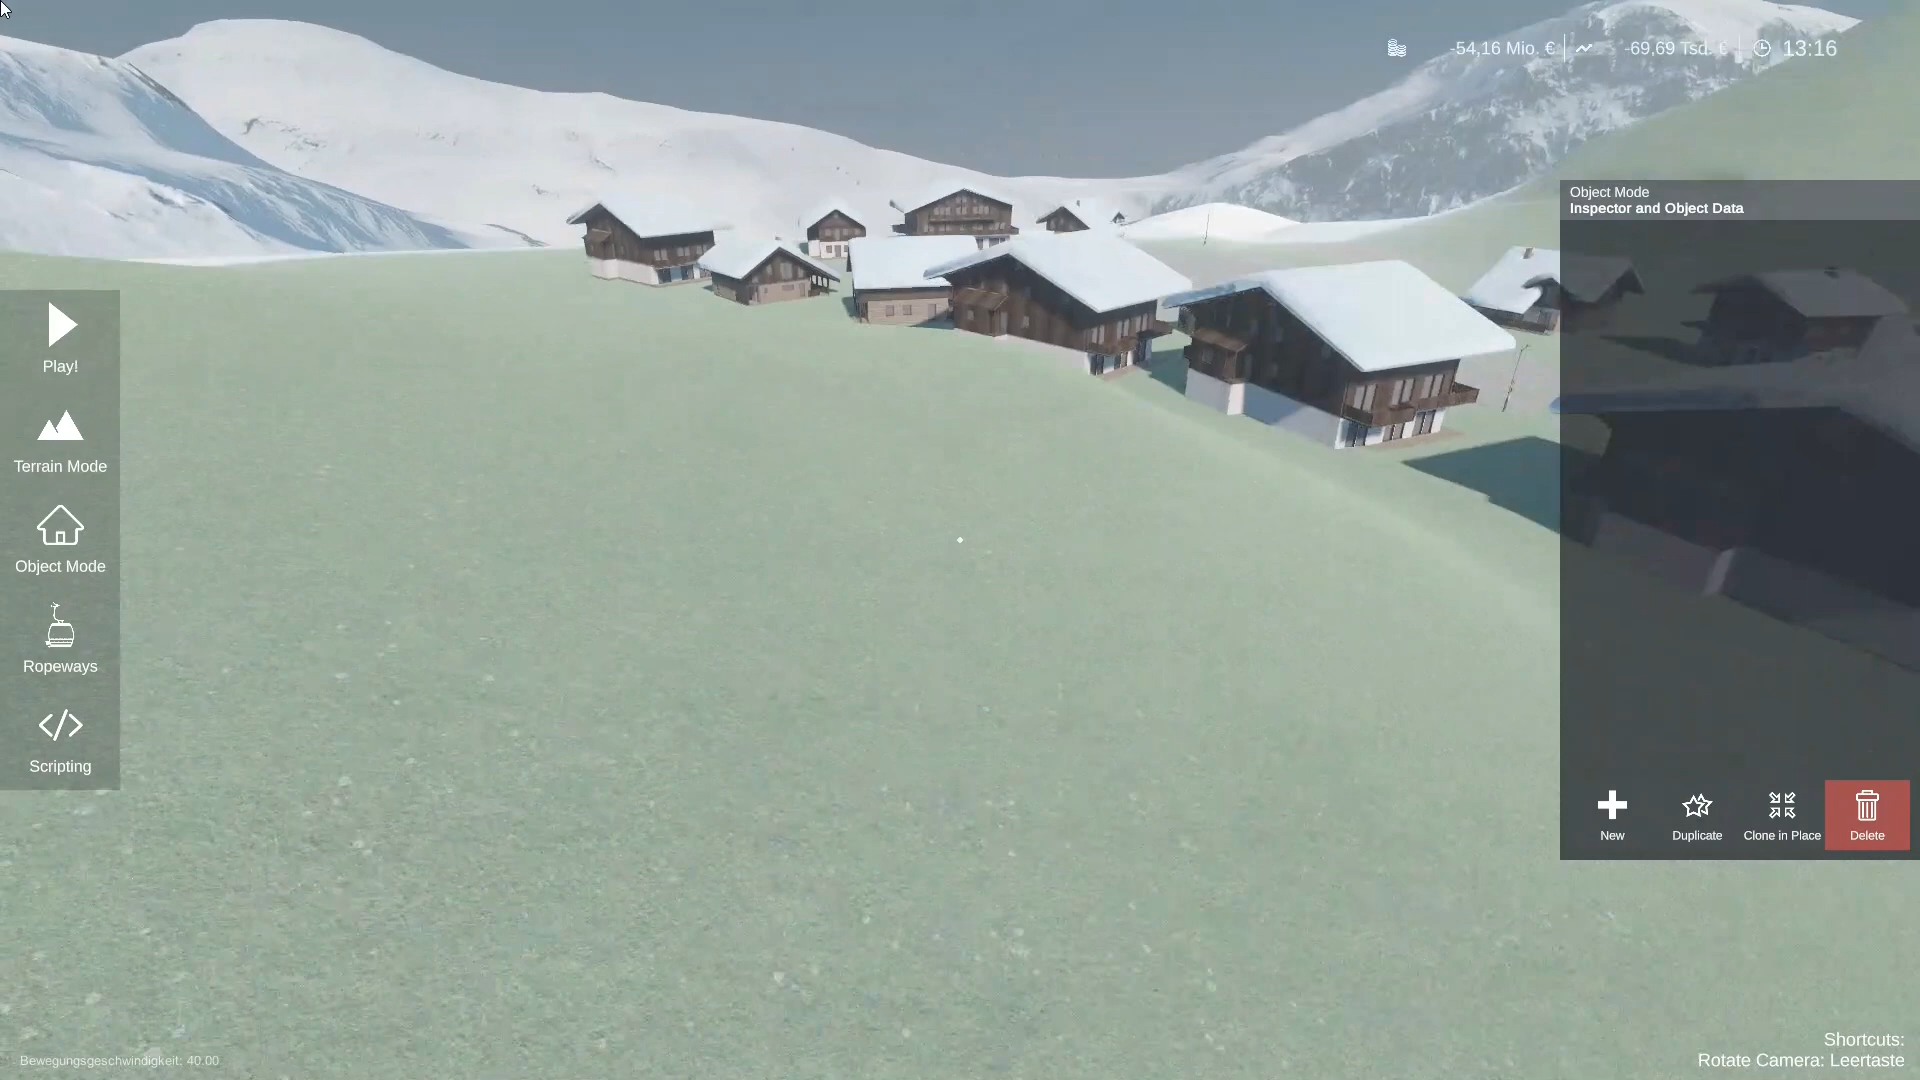 -54,16 Mio. €
-69,69 Tsd. €
13:16
Object Mode
Inspector and Object Data
Play!
Terrain Mode
Object Mode
Ropeways
Scripting
New
Duplicate
Clone in Place
Delete
Shortcuts:
Rotate Camera: Leertaste
Bewegungsgeschwindigkeit: 40.00